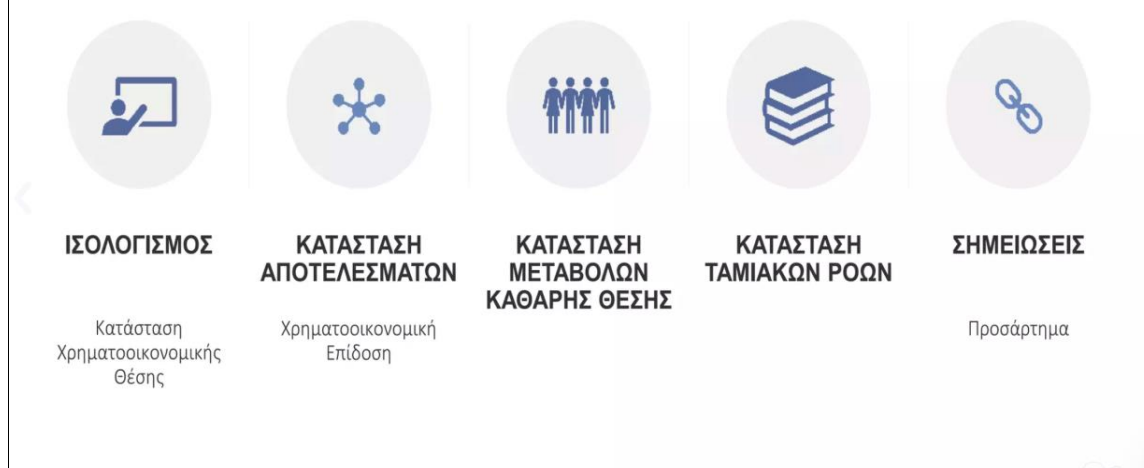 ΙΣΟΛΟΓΙΣΜΟΣ
Κατάσταση
Χρηματοοικονομικής
Θέσης
ΚΑΤΑΣΤΑΣΗ
ΑΠΟΤΕΛΕΣΜΑΤΩΝ
Χρηματοοικονομική
Επίδοση
ΚΑΤΑΣΤΑΣΗ
ΜΕΤΑΒΟΛΩΝ
ΚΑΘΑΡΗΣ ΘΕΣΗΣ
ΚΑΤΑΣΤΑΣΗ
ΤΑΜΙΑΚΩΝ ΡΟΩΝ
ΣΗΜΕΙΩΣΕΙΣ
Προσάρτημα